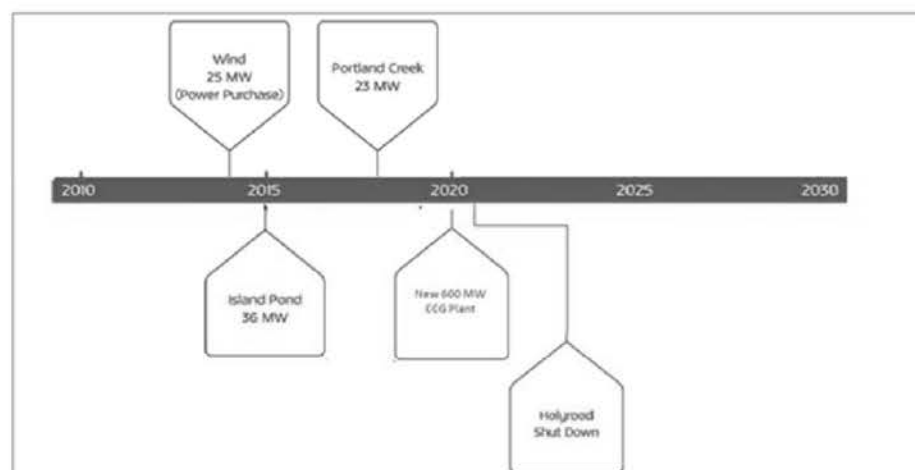 Wind
25 MW
(Power Purchase)
Portland Creek
23 MW
2010 2015 2020 2025 2030
Island Pond
36 MW
New 600 MW
CCG Plant
Holyrood
Shut Down